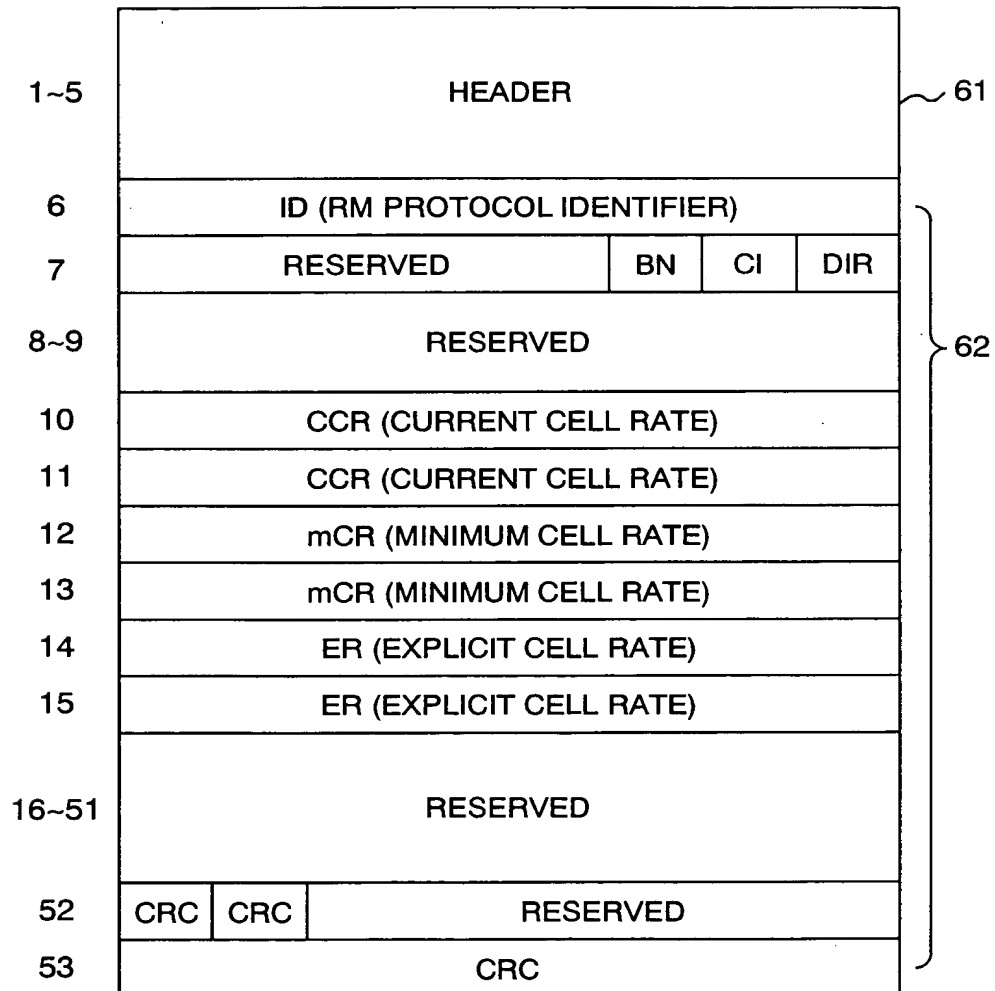 1~5 HEADER 61
6 ID (RM PROTOCOL IDENTIFIER)
7 RESERVED BN CI DIR
8~9 RESERVED 62
10 CCR (CURRENT CELL RATE)
11 CCR (CURRENT CELL RATE)
12 mCR (MINIMUM CELL RATE)
13 mCR (MINIMUM CELL RATE)
14 ER (EXPLICIT CELL RATE)
15 ER (EXPLICIT CELL RATE)
16~51 RESERVED
52 CRC CRC RESERVED
53 CRC